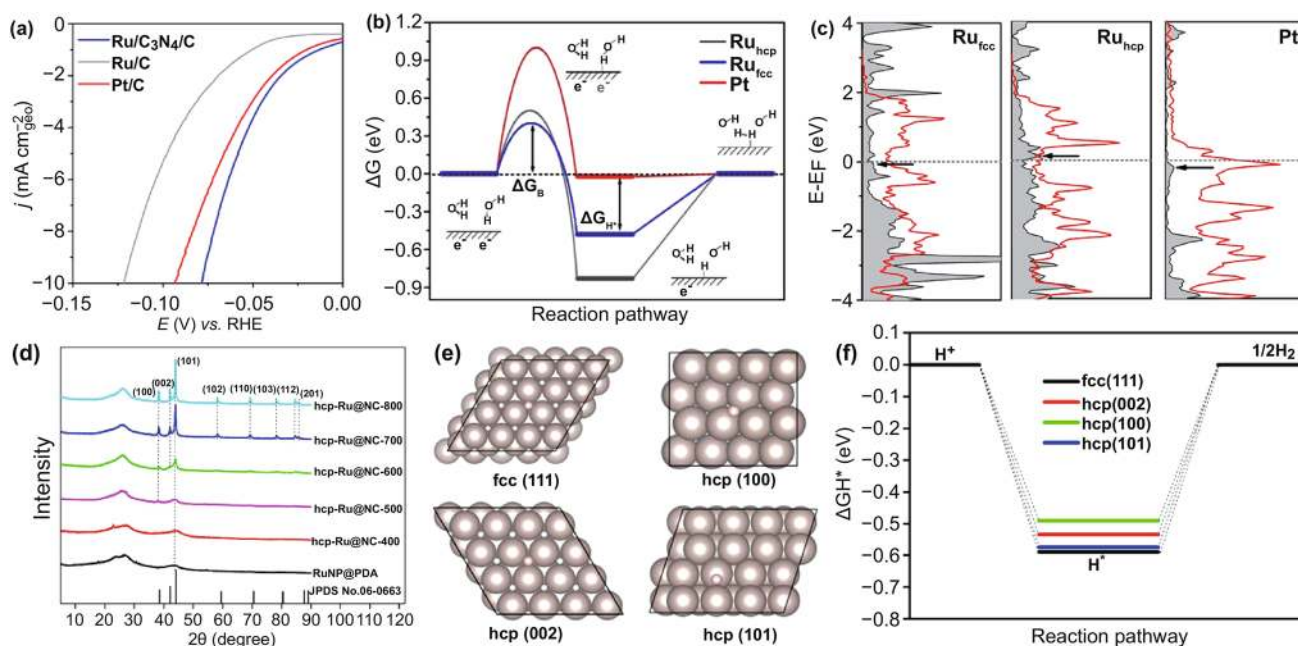 (a)
0
−2
−4
−6
−8
−10
j (mA cm⁻²geo)
Ru/C₃N₄/C
Ru/C
Pt/C
−0.15 −0.10 −0.05 0.00
E (V) vs. RHE
(b)
1.2
0.9
0.6
0.3
0.0
-0.3
-0.6
-0.9
ΔG (eV)
Ru_hcp
Ru_fcc
Pt
O H H O H
e⁻ e⁻
O H O H
H-H
ΔG_B
ΔG_H*
O H H O H H
e⁻ e⁻
O H H O H
H
e⁻
Reaction pathway
(c)
4
2
0
−2
−4
E-E_F (eV)
Ru_fcc
Ru_hcp
Pt
(d)
Intensity
(100) (002) (101) (102) (110) (103) (112) (201)
hcp-Ru@NC-800
hcp-Ru@NC-700
hcp-Ru@NC-600
hcp-Ru@NC-500
hcp-Ru@NC-400
RuNP@PDA
JPDS No.06-0663
10 20 30 40 50 60 70 80 90 100 110 120
2θ (degree)
(e)
fcc (111)
hcp (100)
hcp (002)
hcp (101)
(f)
0.1
0.0
−0.1
−0.2
−0.3
−0.4
−0.5
−0.6
−0.7
−0.8
ΔGH* (eV)
H⁺
1/2H₂
fcc(111)
hcp(002)
hcp(100)
hcp(101)
H*
Reaction pathway